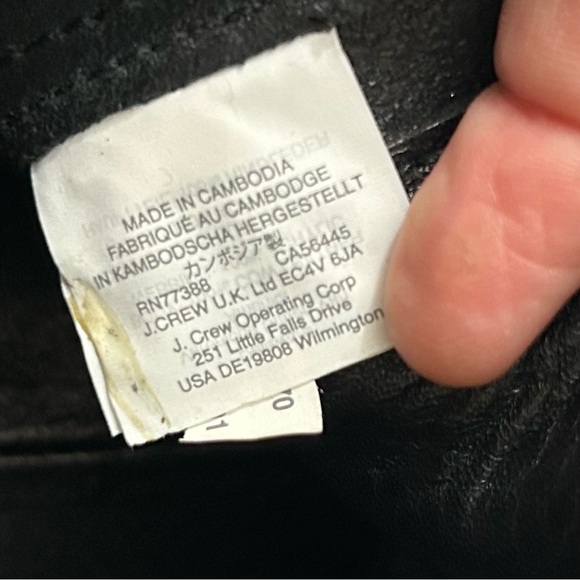 MADE IN CAMBODIA
FABRIQUÉ AU CAMBODGE
IN KAMBODSCHA HERGESTELLT
カンボジア製
RN77388 CA56445
J.CREW U.K. Ltd EC4V 6JA
J. Crew Operating Corp
251 Little Falls Drive
USA DE19808 Wilmington